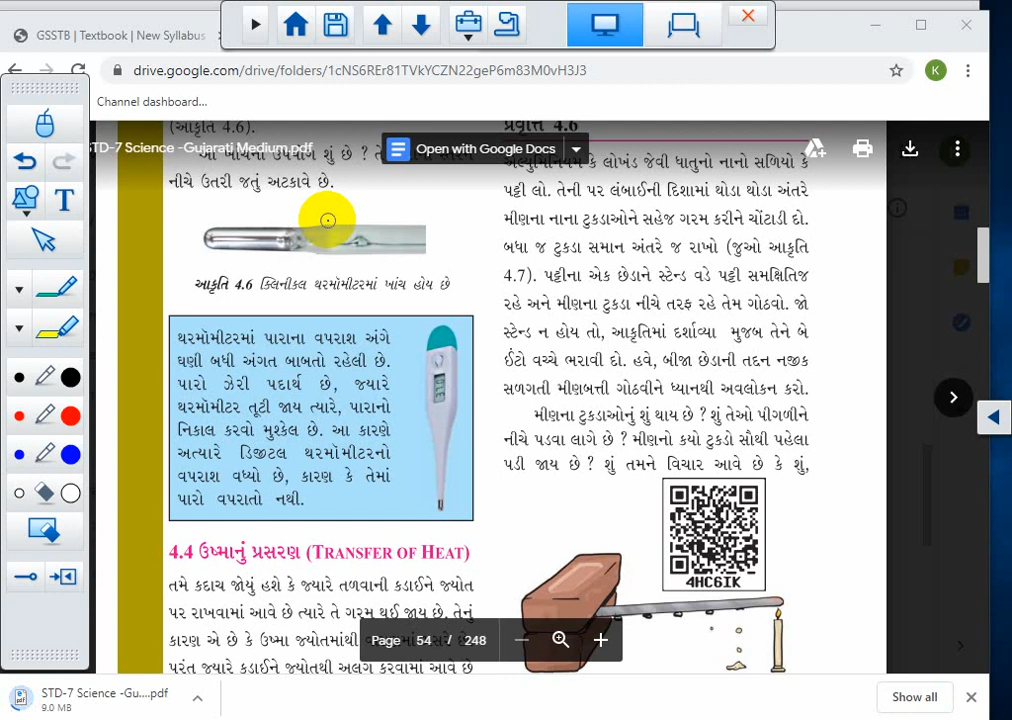 GSSTB | Textbook | New Syllabus
drive.google.com/drive/folders/1cNS6REr81TVkYCZN22geP6m83M0vH3J3
K
Channel dashboard...
STD-7 Science -Gujarati Medium.pdf
Open with Google Docs
T
(આકૃતિ 4.6).
આ ખાંચનો ઉપયોગ શું છે ?
નીચે ઉતરી જતું અટકાવે છે.
આકૃતિ 4.6 ક્લિનીકલ થરમૉમીટરમાં ખાંચ હોય છે
થરમૉમીટરમાં પારાના વપરાશ અંગે
ઘણી બધી અંગત બાબતો રહેલી છે.
પારો ઝેરી પદાર્થ છે, જ્યારે
થરમૉમીટર તૂટી જાય ત્યારે, પારાનો
નિકાલ કરવો મુશ્કેલ છે. આ કારણે
અત્યારે ડિજીટલ થરમૉમીટરનો
વપરાશ વધ્યો છે, કારણ કે તેમાં
પારો વપરાતો નથી.
4.4 ઉષ્માનું પ્રસરણ (TRANSFER OF HEAT)
તમે કદાચ જોયું હશે કે જ્યારે તળવાની કડાઈને જ્યોત
પર રાખવામાં આવે છે ત્યારે તે ગરમ થઈ જાય છે. તેનું
કારણ એ છે કે ઉષ્મા જ્યોતમાંથી
પરંતુ જ્યારે કડાઈને જ્યોતથી અલગ કરવામાં આવે છે
પ્રવૃત્તિ 4.6
એલ્યુમિનિયમ કે લોખંડ જેવી ધાતુનો નાનો સળિયો કે
પટ્ટી લો. તેની પર લંબાઈની દિશામાં થોડા થોડા અંતરે
મીણના નાના ટુકડાઓને સહેજ ગરમ કરીને ચોંટાડી દો.
બધા જ ટુકડા સમાન અંતરે જ રાખો (જુઓ આકૃતિ
4.7). પટ્ટીના એક છેડાને સ્ટેન્ડ વડે પટ્ટી સમક્ષિતિજ
રહે અને મીણના ટુકડા નીચે તરફ રહે તેમ ગોઠવો. જો
સ્ટેન્ડ ન હોય તો, આકૃતિમાં દર્શાવ્યા મુજબ તેને બે
ઈંટો વચ્ચે ભરાવી દો. હવે, બીજા છેડાની તદ્દન નજીક
સળગતી મીણબત્તી ગોઠવીને ધ્યાનથી અવલોકન કરો.
મીણના ટુકડાઓનું શું થાય છે ? શું તેઓ પીગળીને
નીચે પડવા લાગે છે ? મીણનો કયો ટુકડો સૌથી પહેલા
પડી જાય છે ? શું તમને વિચાર આવે છે કે શું,
4HC6IK
Page 54 / 248
STD-7 Science -Gu....pdf
9.0 MB
Show all